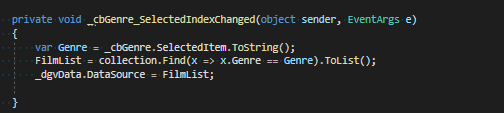 private void _cbGenre_SelectedIndexChanged(object sender, EventArgs e)
{
var Genre = _cbGenre.SelectedItem.ToString();
FilmList = collection.Find(x => x.Genre == Genre).ToList();
_dgvData.DataSource = FilmList;
}